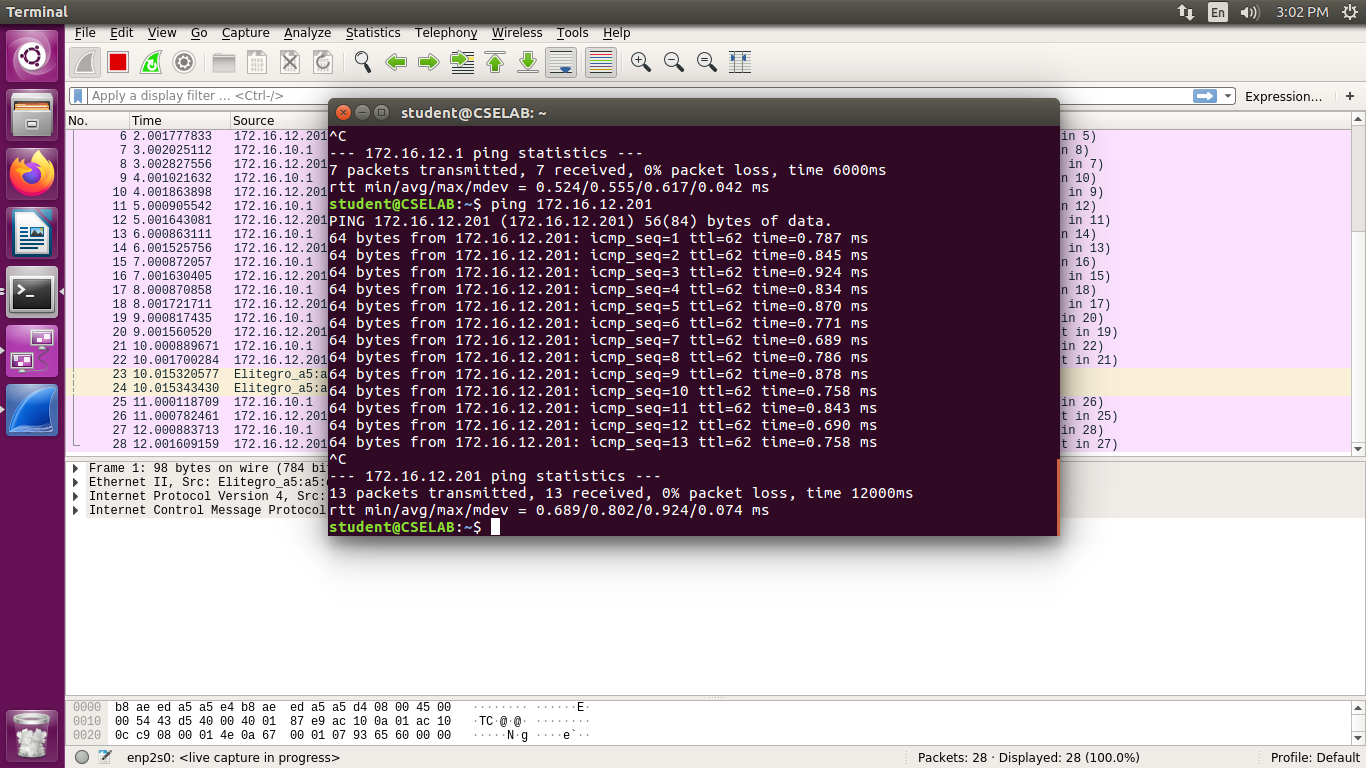 Terminal
En
3:02 PM
File Edit View Go Capture Analyze Statistics Telephony Wireless Tools Help
Apply a display filter ... <Ctrl-/>
Expression...
+
No. Time Source
6 2.001777833 172.16.12.201 in 5)
7 3.002025112 172.16.10.1 n 8)
8 3.002827556 172.16.12.201 in 7)
9 4.001021632 172.16.10.1 in 10)
10 4.001863898 172.16.12.201 in 9)
11 5.000905542 172.16.10.1 in 12)
12 5.001643081 172.16.12.201 t in 11)
13 6.000863111 172.16.10.1 in 14)
14 6.001525756 172.16.12.201 t in 13)
15 7.000872057 172.16.10.1 in 16)
16 7.001630405 172.16.12.201 t in 15)
17 8.000870858 172.16.10.1 n 18)
18 8.001721711 172.16.12.201 t in 17)
19 9.000817435 172.16.10.1 in 20)
20 9.001560520 172.16.12.201 t in 19)
21 10.000889671 172.16.10.1 in 22)
22 10.001700284 172.16.12.201 t in 21)
23 10.015320577 Elitegro_a5:a
24 10.015343430 Elitegro_a5:a
25 11.000118709 172.16.10.1 in 26)
26 11.000782461 172.16.12.201 t in 25)
27 12.000883713 172.16.10.1 in 28)
28 12.001609159 172.16.12.201 t in 27)
student@CSELAB: ~
^C
--- 172.16.12.1 ping statistics ---
7 packets transmitted, 7 received, 0% packet loss, time 6000ms
rtt min/avg/max/mdev = 0.524/0.555/0.617/0.042 ms
student@CSELAB:~$ ping 172.16.12.201
PING 172.16.12.201 (172.16.12.201) 56(84) bytes of data.
64 bytes from 172.16.12.201: icmp_seq=1 ttl=62 time=0.787 ms
64 bytes from 172.16.12.201: icmp_seq=2 ttl=62 time=0.845 ms
64 bytes from 172.16.12.201: icmp_seq=3 ttl=62 time=0.924 ms
64 bytes from 172.16.12.201: icmp_seq=4 ttl=62 time=0.834 ms
64 bytes from 172.16.12.201: icmp_seq=5 ttl=62 time=0.870 ms
64 bytes from 172.16.12.201: icmp_seq=6 ttl=62 time=0.771 ms
64 bytes from 172.16.12.201: icmp_seq=7 ttl=62 time=0.689 ms
64 bytes from 172.16.12.201: icmp_seq=8 ttl=62 time=0.786 ms
64 bytes from 172.16.12.201: icmp_seq=9 ttl=62 time=0.878 ms
64 bytes from 172.16.12.201: icmp_seq=10 ttl=62 time=0.758 ms
64 bytes from 172.16.12.201: icmp_seq=11 ttl=62 time=0.843 ms
64 bytes from 172.16.12.201: icmp_seq=12 ttl=62 time=0.690 ms
64 bytes from 172.16.12.201: icmp_seq=13 ttl=62 time=0.758 ms
^C
--- 172.16.12.201 ping statistics ---
13 packets transmitted, 13 received, 0% packet loss, time 12000ms
rtt min/avg/max/mdev = 0.689/0.802/0.924/0.074 ms
student@CSELAB:~$
Frame 1: 98 bytes on wire (784 bi
Ethernet II, Src: Elitegro_a5:a5:
Internet Protocol Version 4, Src:
Internet Control Message Protocol
0000 b8 ae ed a5 a5 e4 b8 ae ed a5 a5 d4 08 00 45 00 ········ ······E·
0010 00 54 43 d5 40 00 40 01 87 e9 ac 10 0a 01 ac 10 ·TC·@·@· ········
0020 0c c9 08 00 01 4e 0a 67 00 01 07 93 65 60 00 00 ·····N·g ····e`··
enp2s0: <live capture in progress>
Packets: 28 · Displayed: 28 (100.0%)
Profile: Default